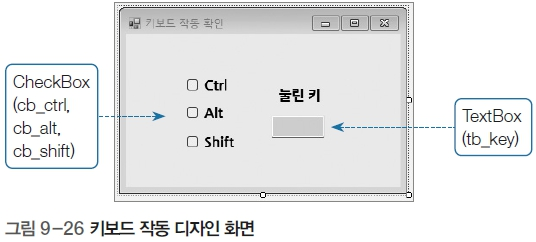 키보드 작동 확인
CheckBox
(cb_ctrl,
cb_alt,
cb_shift)
Ctrl
Alt
Shift
눌린 키
TextBox
(tb_key)
그림 9-26 키보드 작동 디자인 화면